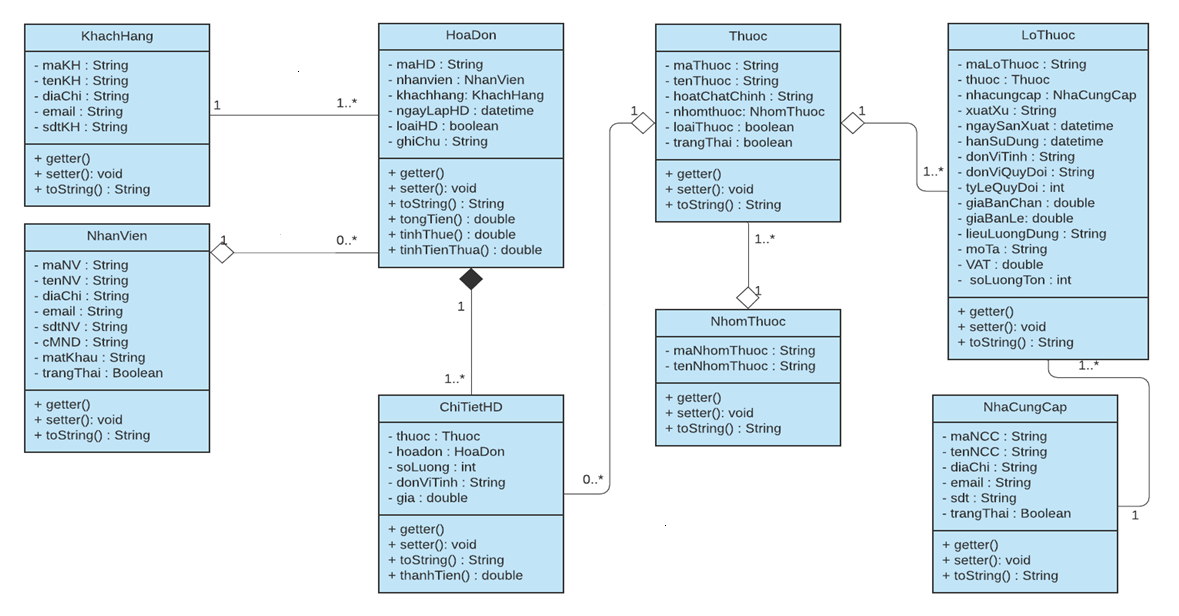 KhachHang
- maKH : String
- tenKH : String
- diaChi : String
- email : String
- sdtKH : String
+ getter()
+ setter(): void
+ toString() : String
1
1..*
HoaDon
- maHD : String
- nhanvien : NhanVien
- khachhang: KhachHang
- ngayLapHD : datetime
- loaiHD : boolean
- ghiChu : String
+ getter()
+ setter(): void
+ toString() : String
+ tongTien() : double
+ tinhThue() : double
+ tinhTienThua() : double
NhanVien
- maNV : String
- tenNV : String
- diaChi : String
- email : String
- sdtNV : String
- cMND : String
- matKhau : String
- trangThai : Boolean
+ getter()
+ setter(): void
+ toString() : String
1
0..*
1
1..*
ChiTietHD
- thuoc : Thuoc
- hoadon : HoaDon
- soLuong : int
- donViTinh : String
- gia : double
+ getter()
+ setter(): void
+ toString() : String
+ thanhTien() : double
0..*
1
Thuoc
- maThuoc : String
- tenThuoc : String
- hoatChatChinh : String
- nhomthuoc: NhomThuoc
- loaiThuoc : boolean
- trangThai : boolean
+ getter()
+ setter(): void
+ toString() : String
1..*
1
NhomThuoc
- maNhomThuoc : String
- tenNhomThuoc : String
+ getter()
+ setter(): void
+ toString() : String
1
1..*
LoThuoc
- maLoThuoc : String
- thuoc : Thuoc
- nhacungcap : NhaCungCap
- xuatXu : String
- ngaySanXuat : datetime
- hanSuDung : datetime
- donViTinh : String
- donViQuyDoi : String
- tyLeQuyDoi : int
- giaBanChan : double
- giaBanLe: double
- lieuLuongDung : String
- moTa : String
- VAT : double
- soLuongTon : int
+ getter()
+ setter(): void
+ toString() : String
1..*
NhaCungCap
- maNCC : String
- tenNCC : String
- diaChi : String
- email : String
- sdt : String
- trangThai : Boolean
+ getter()
+ setter(): void
+ toString() : String
1